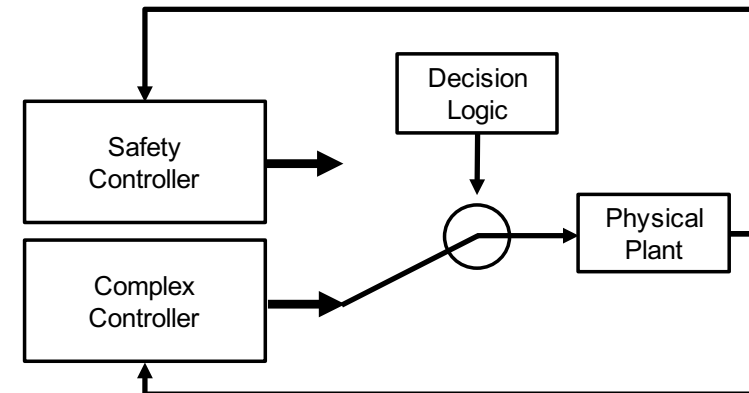 Decision
Logic
Safety
Controller
Physical
Plant
Complex
Controller